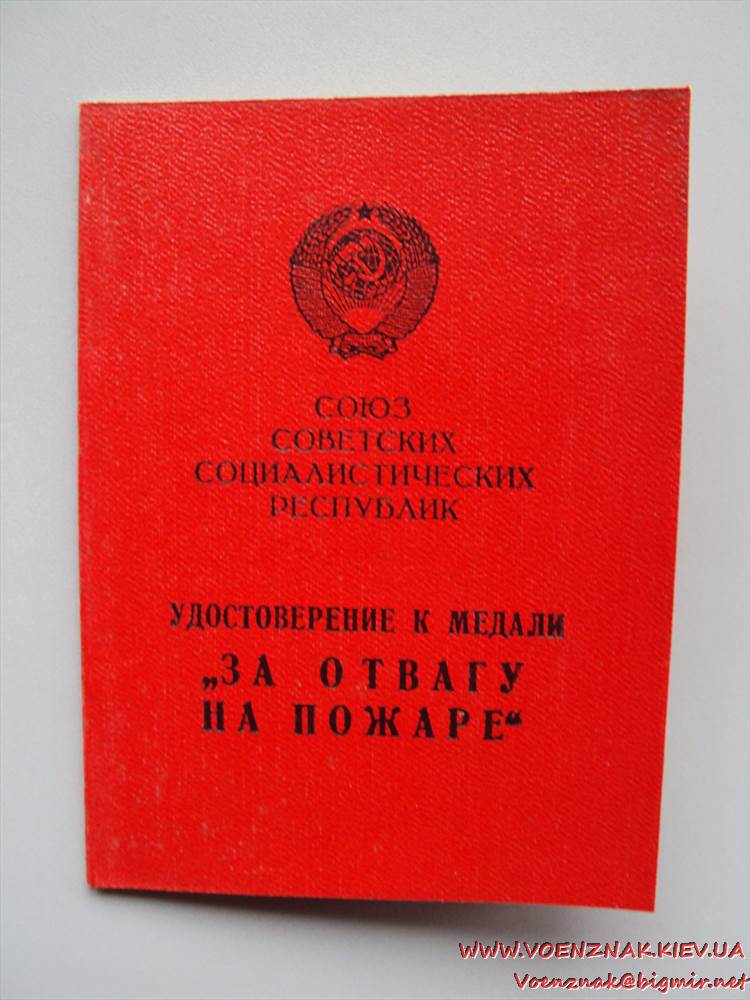 СОЮЗ
СОВЕТСКИХ
СОЦИАЛИСТИЧЕСКИХ
РЕСПУБЛИК
УДОСТОВЕРЕНИЕ К МЕДАЛИ
„ЗА ОТВАГУ
НА ПОЖАРЕ“
WWW.VOENZNAK.KIEV.UA
Voenznak@bigmir.net